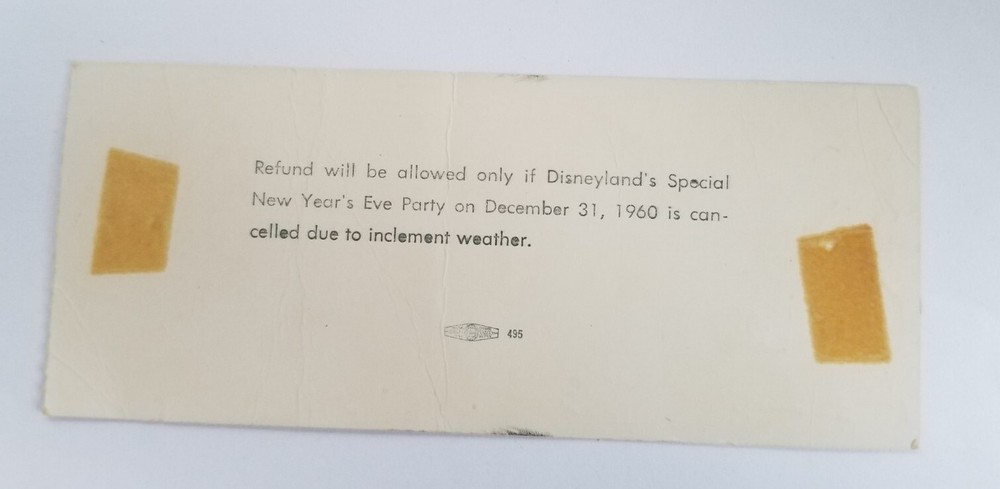 Refund will be allowed only if Disneyland's Special
New Year's Eve Party on December 31, 1960 is can-
celled due to inclement weather.
495